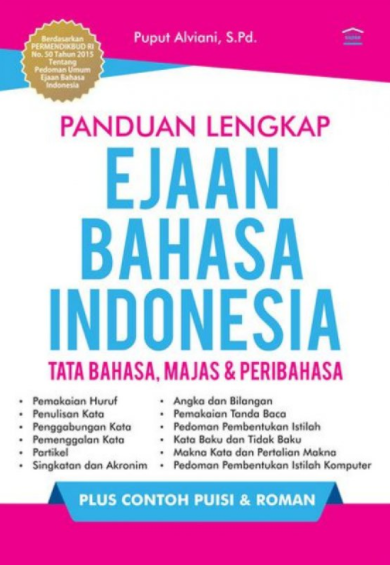 Berdasarkan
PERMENDIKBUD RI
No. 50 Tahun 2015
Tentang
Pedoman Umum
Ejaan Bahasa
Indonesia
Puput Alviani, S.Pd.
PANDUAN LENGKAP
EJAAN
BAHASA
INDONESIA
TATA BAHASA, MAJAS & PERIBAHASA
• Pemakaian Huruf
• Penulisan Kata
• Penggabungan Kata
• Pemenggalan Kata
• Partikel
• Singkatan dan Akronim
• Angka dan Bilangan
• Pemakaian Tanda Baca
• Pedoman Pembentukan Istilah
• Kata Baku dan Tidak Baku
• Makna Kata dan Pertalian Makna
• Pedoman Pembentukan Istilah Komputer
PLUS CONTOH PUISI & ROMAN